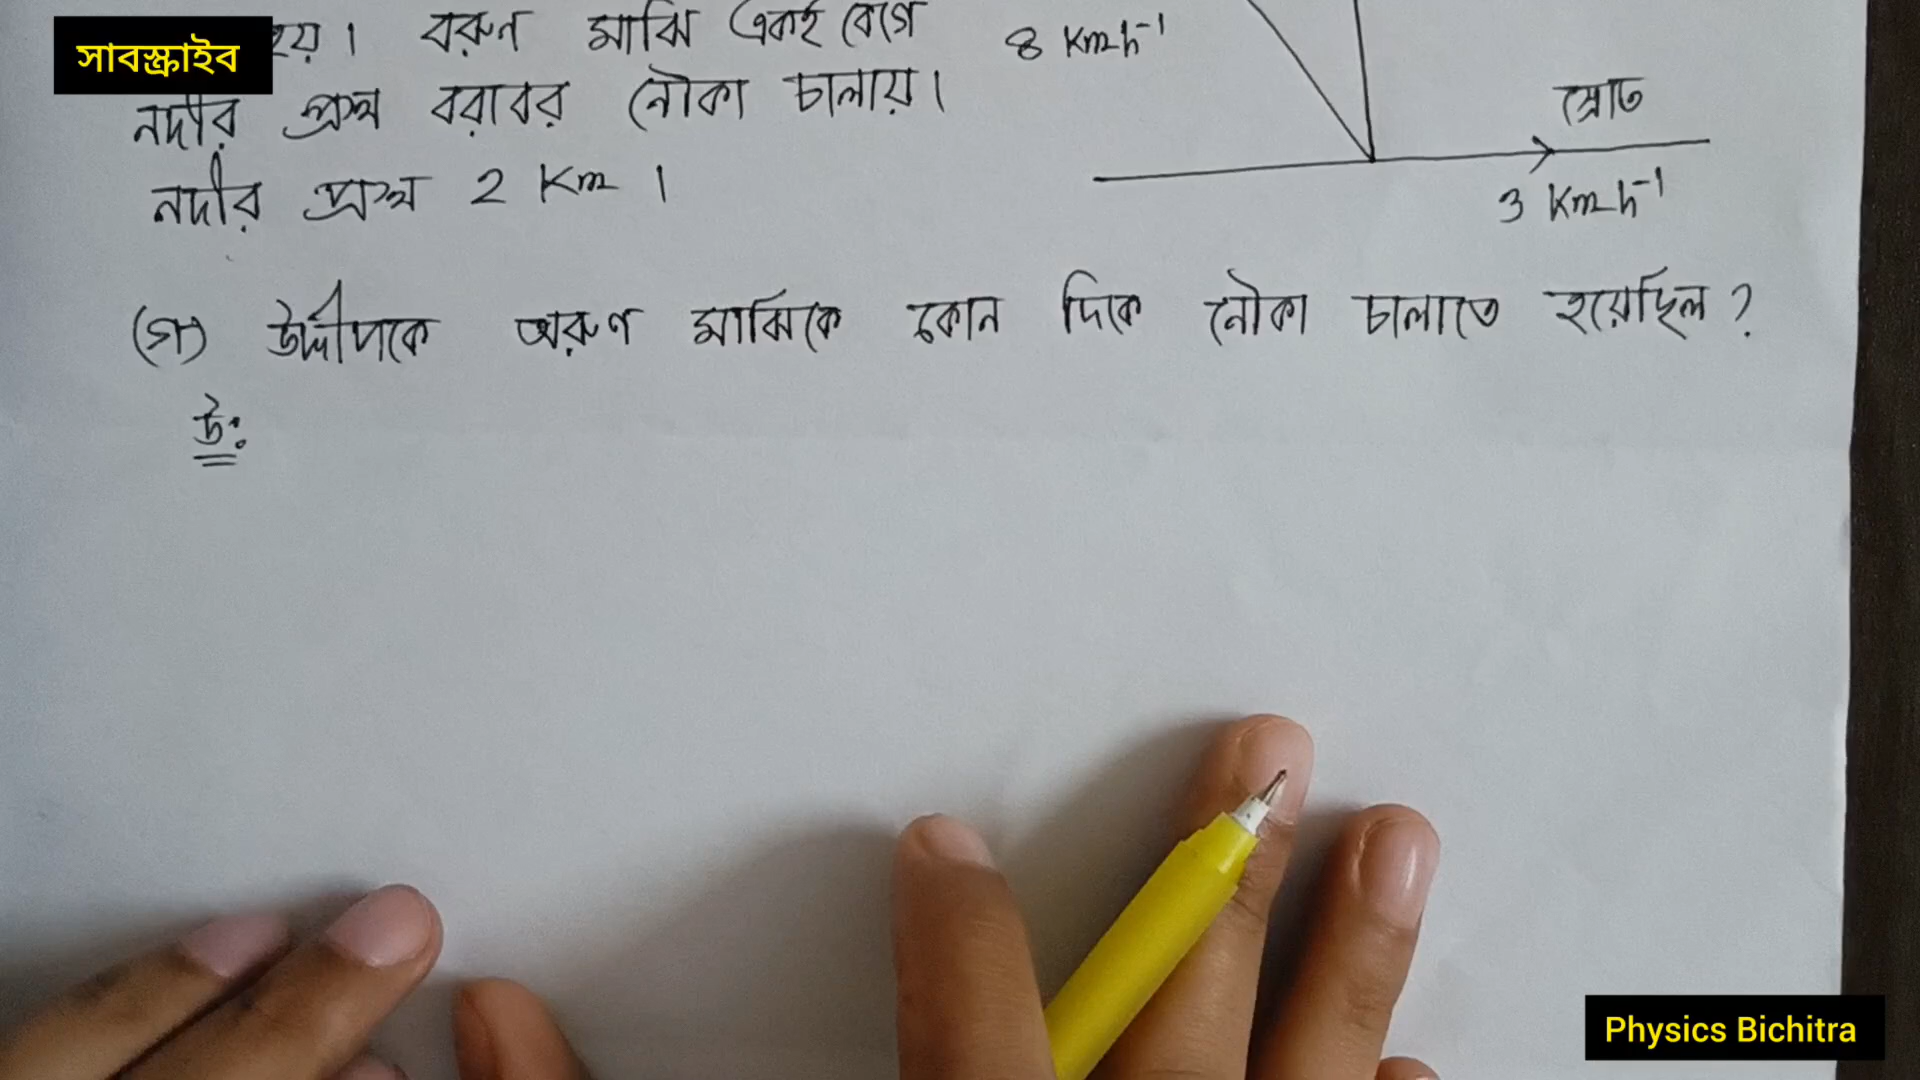 সাবস্ক্রাইব
হয়। বরুণ মাঝি একই বেগে
নদীর প্রস্থ বরাবর নৌকা চালায়।
নদীর প্রস্থ 2 Km।
8 Kmh⁻¹
স্রোত
3 Kmh⁻¹
(গ) উদ্দীপকে অরুণ মাঝিকে কোন দিকে নৌকা চালাতে হয়েছিল?
উঃ
Physics Bichitra